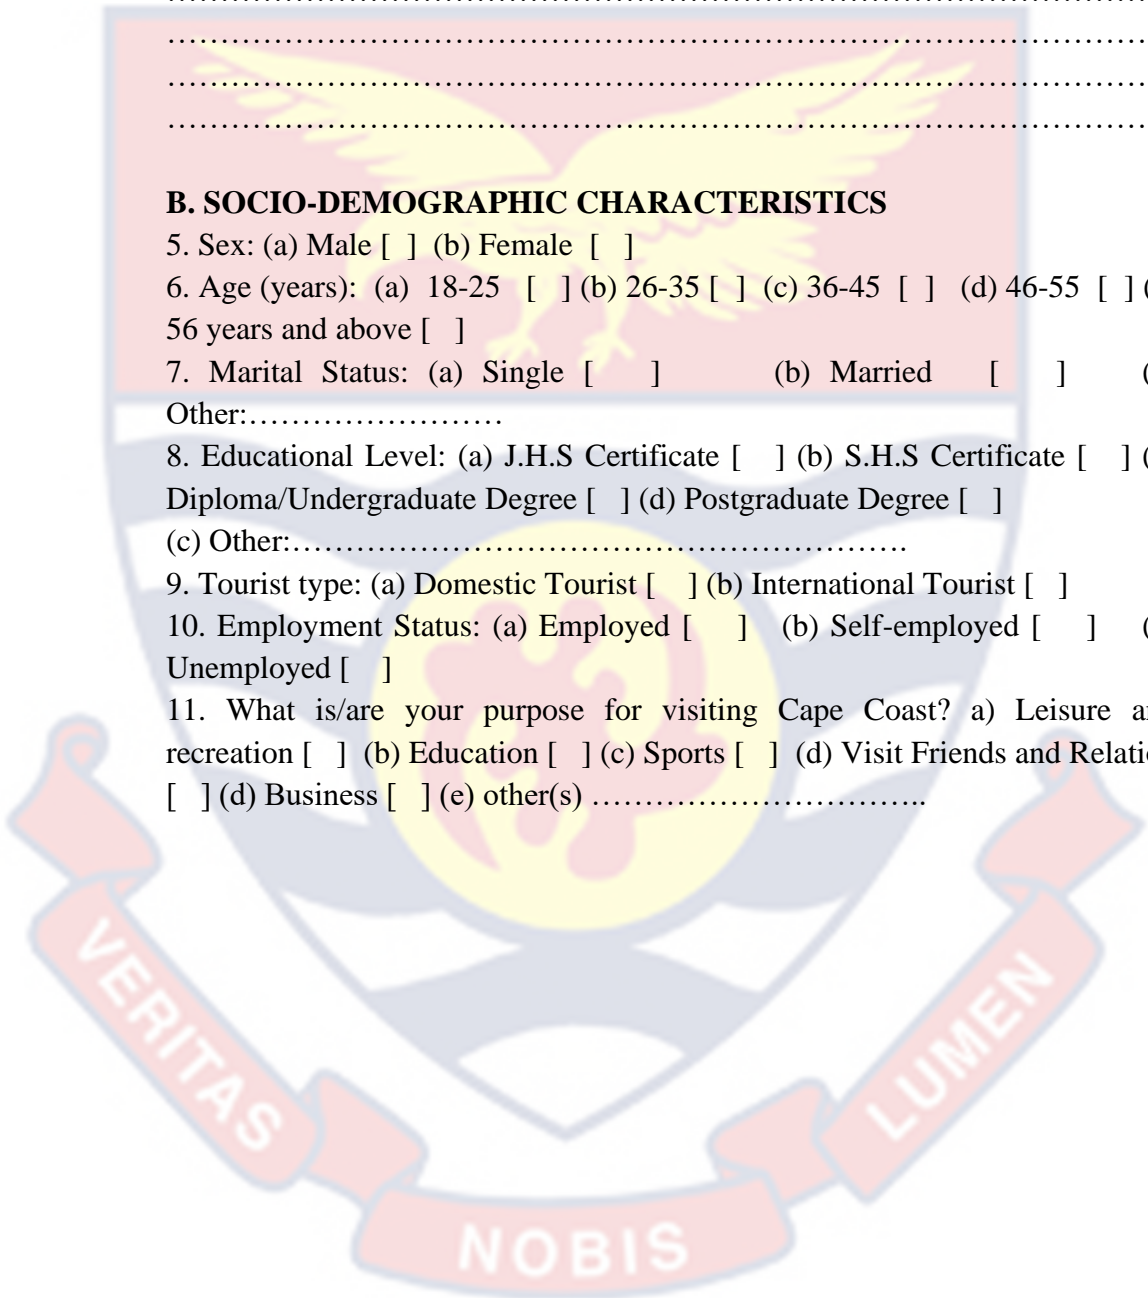 ……………………………………………………………………………………
……………………………………………………………………………………
……………………………………………………………………………………
……………………………………………………………………………………
B. SOCIO-DEMOGRAPHIC CHARACTERISTICS
5. Sex: (a) Male [ ] (b) Female [ ]
6. Age (years): (a) 18-25 [ ] (b) 26-35 [ ] (c) 36-45 [ ] (d) 46-55 [ ] (
56 years and above [ ]
7. Marital Status: (a) Single [ ] (b) Married [ ] (
Other:……………………
8. Educational Level: (a) J.H.S Certificate [ ] (b) S.H.S Certificate [ ] (
Diploma/Undergraduate Degree [ ] (d) Postgraduate Degree [ ]
(c) Other:………………………………………………….
9. Tourist type: (a) Domestic Tourist [ ] (b) International Tourist [ ]
10. Employment Status: (a) Employed [ ] (b) Self-employed [ ] (
Unemployed [ ]
11. What is/are your purpose for visiting Cape Coast? a) Leisure a
recreation [ ] (b) Education [ ] (c) Sports [ ] (d) Visit Friends and Relati
[ ] (d) Business [ ] (e) other(s) …………………………..
VERITAS
NOBIS
LUMEN